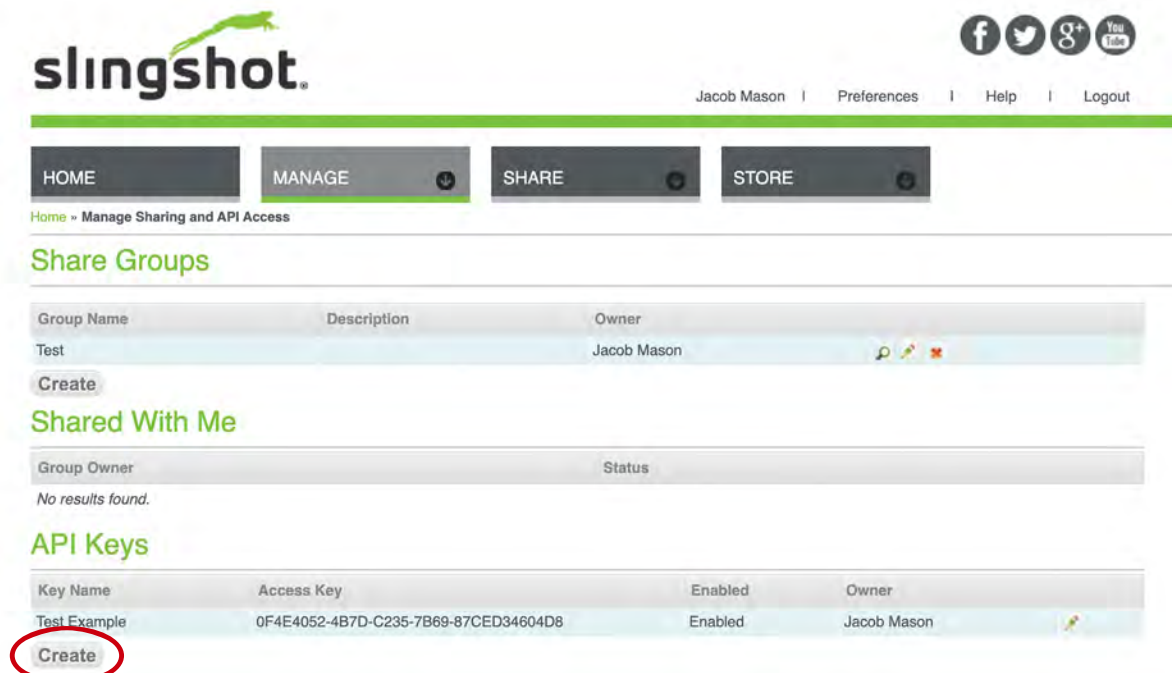 slingshot®
f g+ You Tube
Jacob Mason | Preferences | Help | Logout
HOME MANAGE SHARE STORE
Home » Manage Sharing and API Access
Share Groups
Group Name Description Owner
Test Jacob Mason
Create
Shared With Me
Group Owner Status
No results found.
API Keys
Key Name Access Key Enabled Owner
Test Example 0F4E4052-4B7D-C235-7B69-87CED34604D8 Enabled Jacob Mason
Create